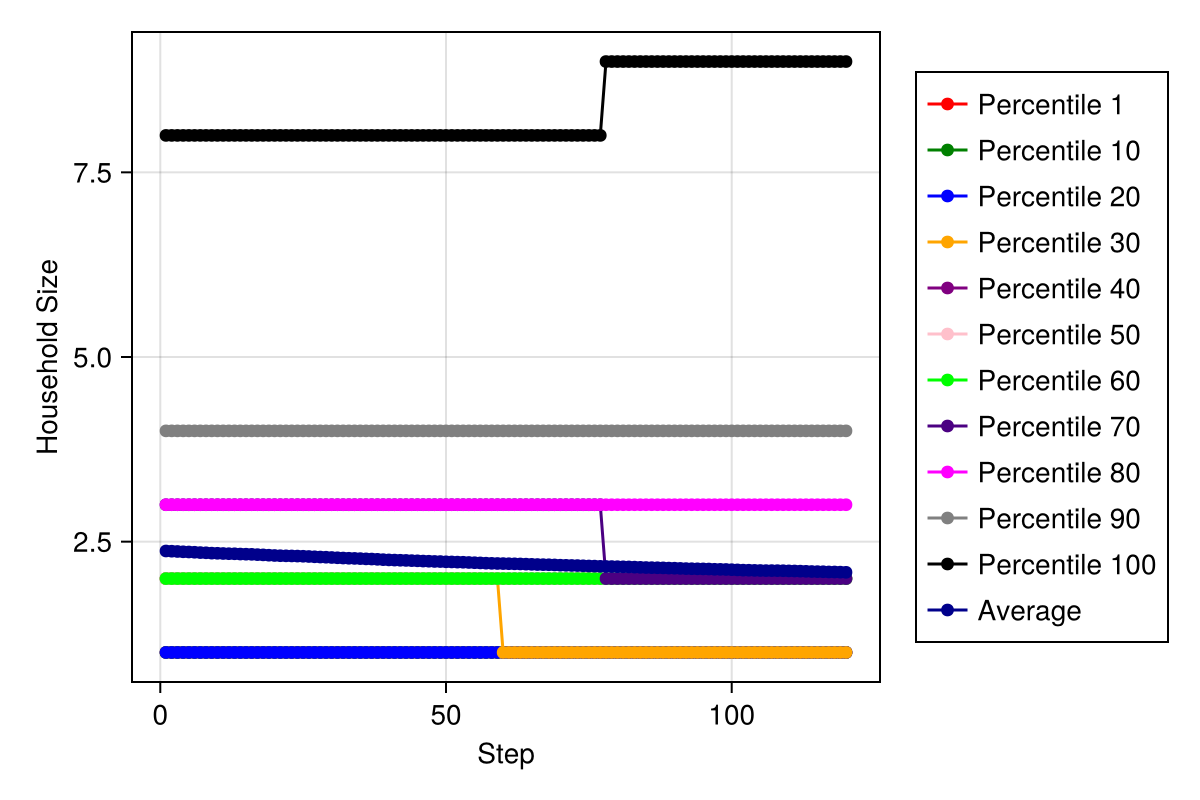 7.5
5.0
2.5
Household Size
0
50
100
Step
Percentile 1
Percentile 10
Percentile 20
Percentile 30
Percentile 40
Percentile 50
Percentile 60
Percentile 70
Percentile 80
Percentile 90
Percentile 100
Average